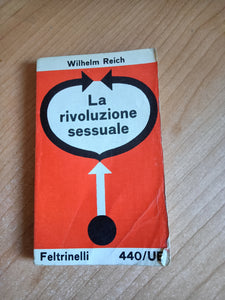 Wilhelm Reich
La
rivoluzione
sessuale
Feltrinelli 440/UE